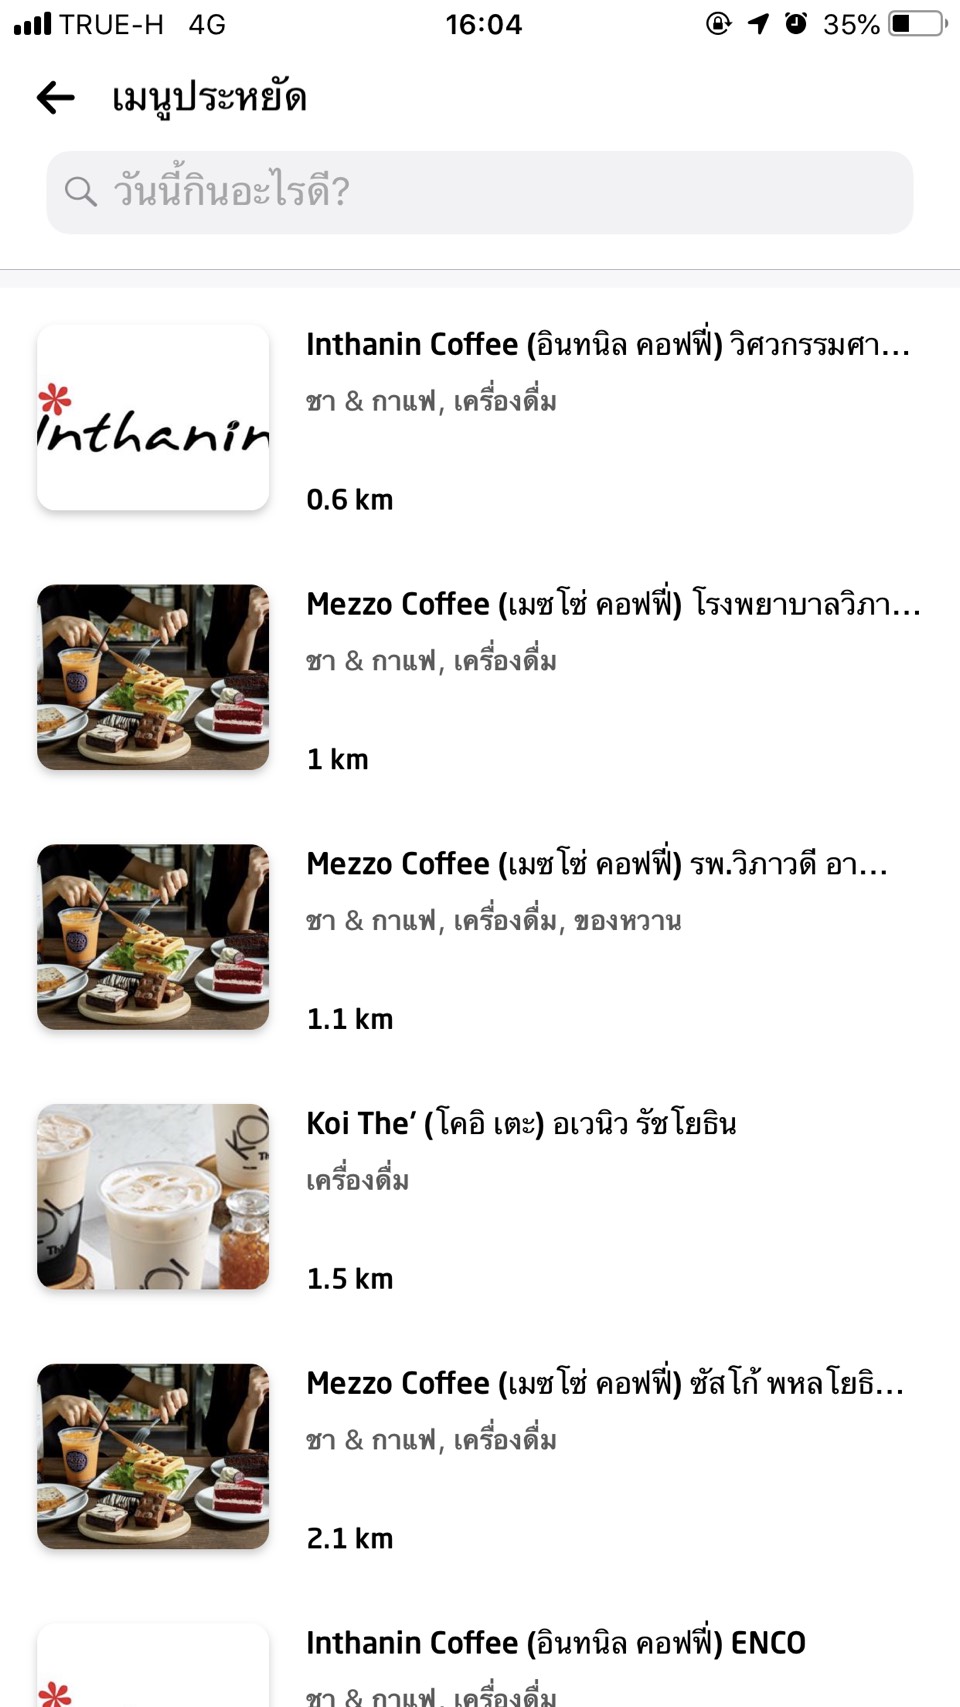 TRUE-H 4G 16:04 35%
เมนูประหยัด
วันนี้กินอะไรดี?
Inthanin
Inthanin Coffee (อินทนิล คอฟฟี่) วิศวกรรมศา...
ชา & กาแฟ, เครื่องดื่ม
0.6 km
Mezzo Coffee (เมซโซ่ คอฟฟี่) โรงพยาบาลวิภา...
ชา & กาแฟ, เครื่องดื่ม
1 km
Mezzo Coffee (เมซโซ่ คอฟฟี่) รพ.วิภาวดี อา...
ชา & กาแฟ, เครื่องดื่ม, ของหวาน
1.1 km
KOI
Koi The’ (โคอิ เตะ) อเวนิว รัชโยธิน
เครื่องดื่ม
1.5 km
Mezzo Coffee (เมซโซ่ คอฟฟี่) ซัสโก้ พหลโยธิ...
ชา & กาแฟ, เครื่องดื่ม
2.1 km
Inthanin Coffee (อินทนิล คอฟฟี่) ENCO
ชา & กาแฟ, เครื่องดื่ม